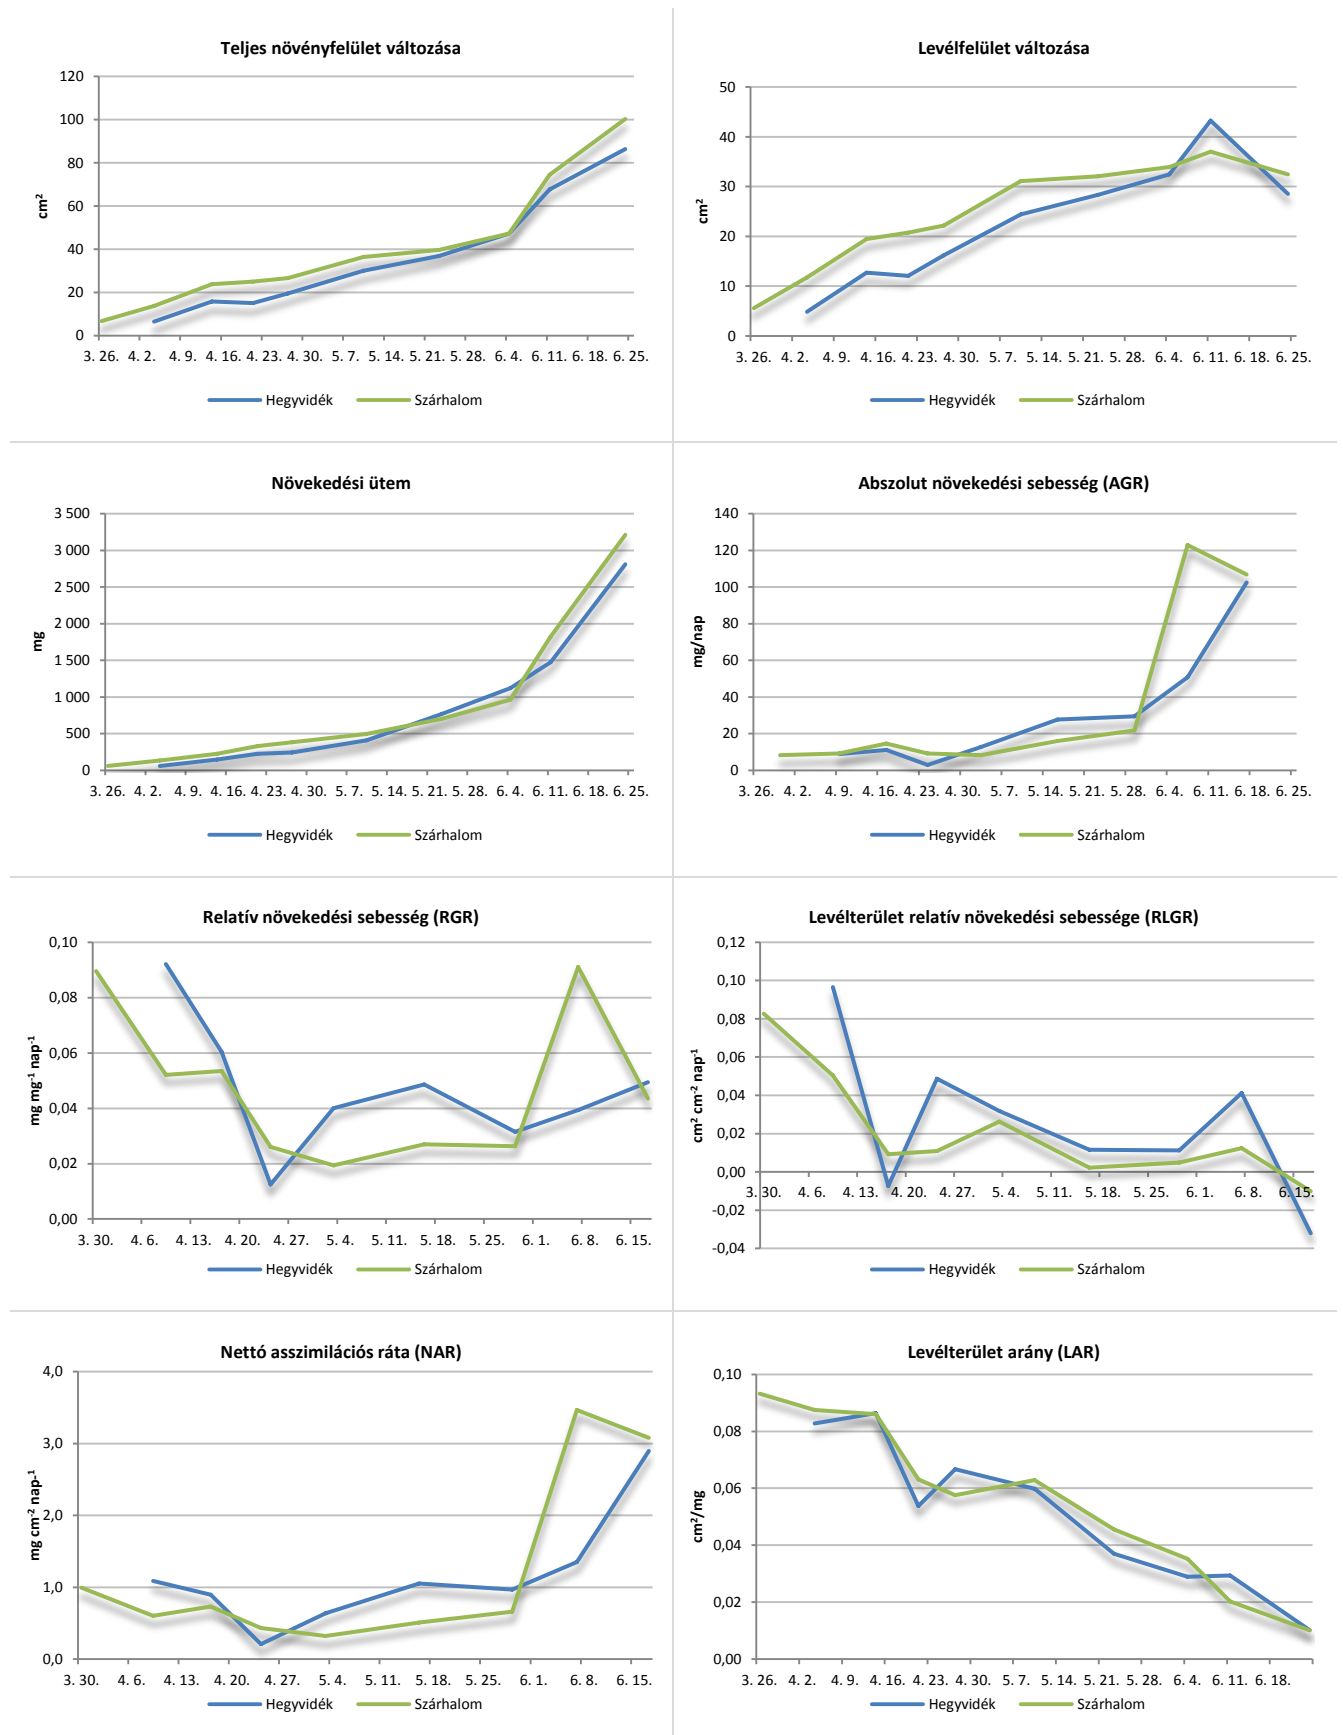 Teljes növényfelület változása
cm²
120
100
80
60
40
20
0
3. 26. 4. 2. 4. 9. 4. 16. 4. 23. 4. 30. 5. 7. 5. 14. 5. 21. 5. 28. 6. 4. 6. 11. 6. 18. 6. 25.
Hegyvidék Szárhalom
Levélfelület változása
cm²
50
40
30
20
10
0
3. 26. 4. 2. 4. 9. 4. 16. 4. 23. 4. 30. 5. 7. 5. 14. 5. 21. 5. 28. 6. 4. 6. 11. 6. 18. 6. 25.
Hegyvidék Szárhalom
Növekedési ütem
mg
3 500
3 000
2 500
2 000
1 500
1 000
500
0
3. 26. 4. 2. 4. 9. 4. 16. 4. 23. 4. 30. 5. 7. 5. 14. 5. 21. 5. 28. 6. 4. 6. 11. 6. 18. 6. 25.
Hegyvidék Szárhalom
Abszolut növekedési sebesség (AGR)
mg/nap
140
120
100
80
60
40
20
0
3. 26. 4. 2. 4. 9. 4. 16. 4. 23. 4. 30. 5. 7. 5. 14. 5. 21. 5. 28. 6. 4. 6. 11. 6. 18. 6. 25.
Hegyvidék Szárhalom
Relatív növekedési sebesség (RGR)
mg mg⁻¹ nap⁻¹
0,10
0,08
0,06
0,04
0,02
0,00
3. 30. 4. 6. 4. 13. 4. 20. 4. 27. 5. 4. 5. 11. 5. 18. 5. 25. 6. 1. 6. 8. 6. 15.
Hegyvidék Szárhalom
Levélterület relatív növekedési sebessége (RLGR)
cm² cm⁻² nap⁻¹
0,12
0,10
0,08
0,06
0,04
0,02
0,00
-0,02
-0,04
3. 30. 4. 6. 4. 13. 4. 20. 4. 27. 5. 4. 5. 11. 5. 18. 5. 25. 6. 1. 6. 8. 6. 15.
Hegyvidék Szárhalom
Nettó asszimilációs ráta (NAR)
mg cm⁻² nap-¹
4,0
3,0
2,0
1,0
0,0
3. 30. 4. 6. 4. 13. 4. 20. 4. 27. 5. 4. 5. 11. 5. 18. 5. 25. 6. 1. 6. 8. 6. 15.
Hegyvidék Szárhalom
Levélterület arány (LAR)
cm²/mg
0,10
0,08
0,06
0,04
0,02
0,00
3. 26. 4. 2. 4. 9. 4. 16. 4. 23. 4. 30. 5. 7. 5. 14. 5. 21. 5. 28. 6. 4. 6. 11. 6. 18.
Hegyvidék Szárhalom